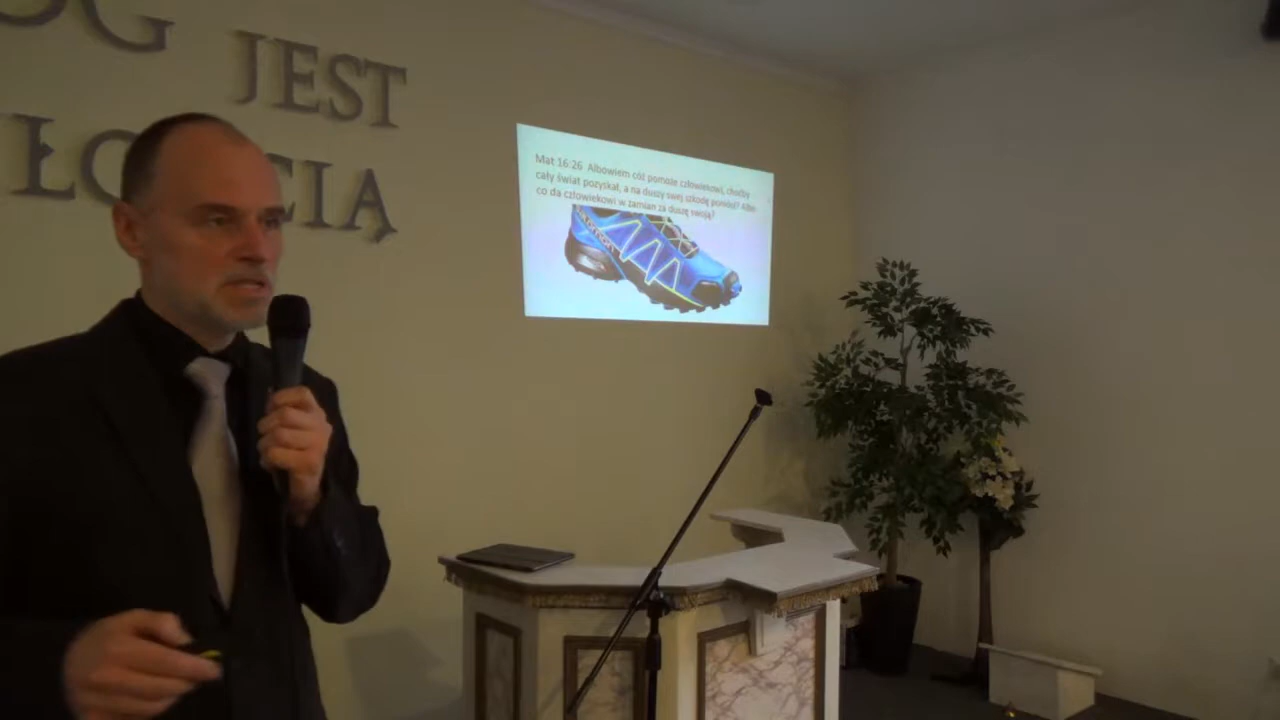 JEST
Mat 16:26 Albowiem cóż pomoże człowiekowi, choćby
cały świat pozyskał, a na duszy swej szkodę poniósł? Albo
co da człowiekowi w zamian za duszę swoją?